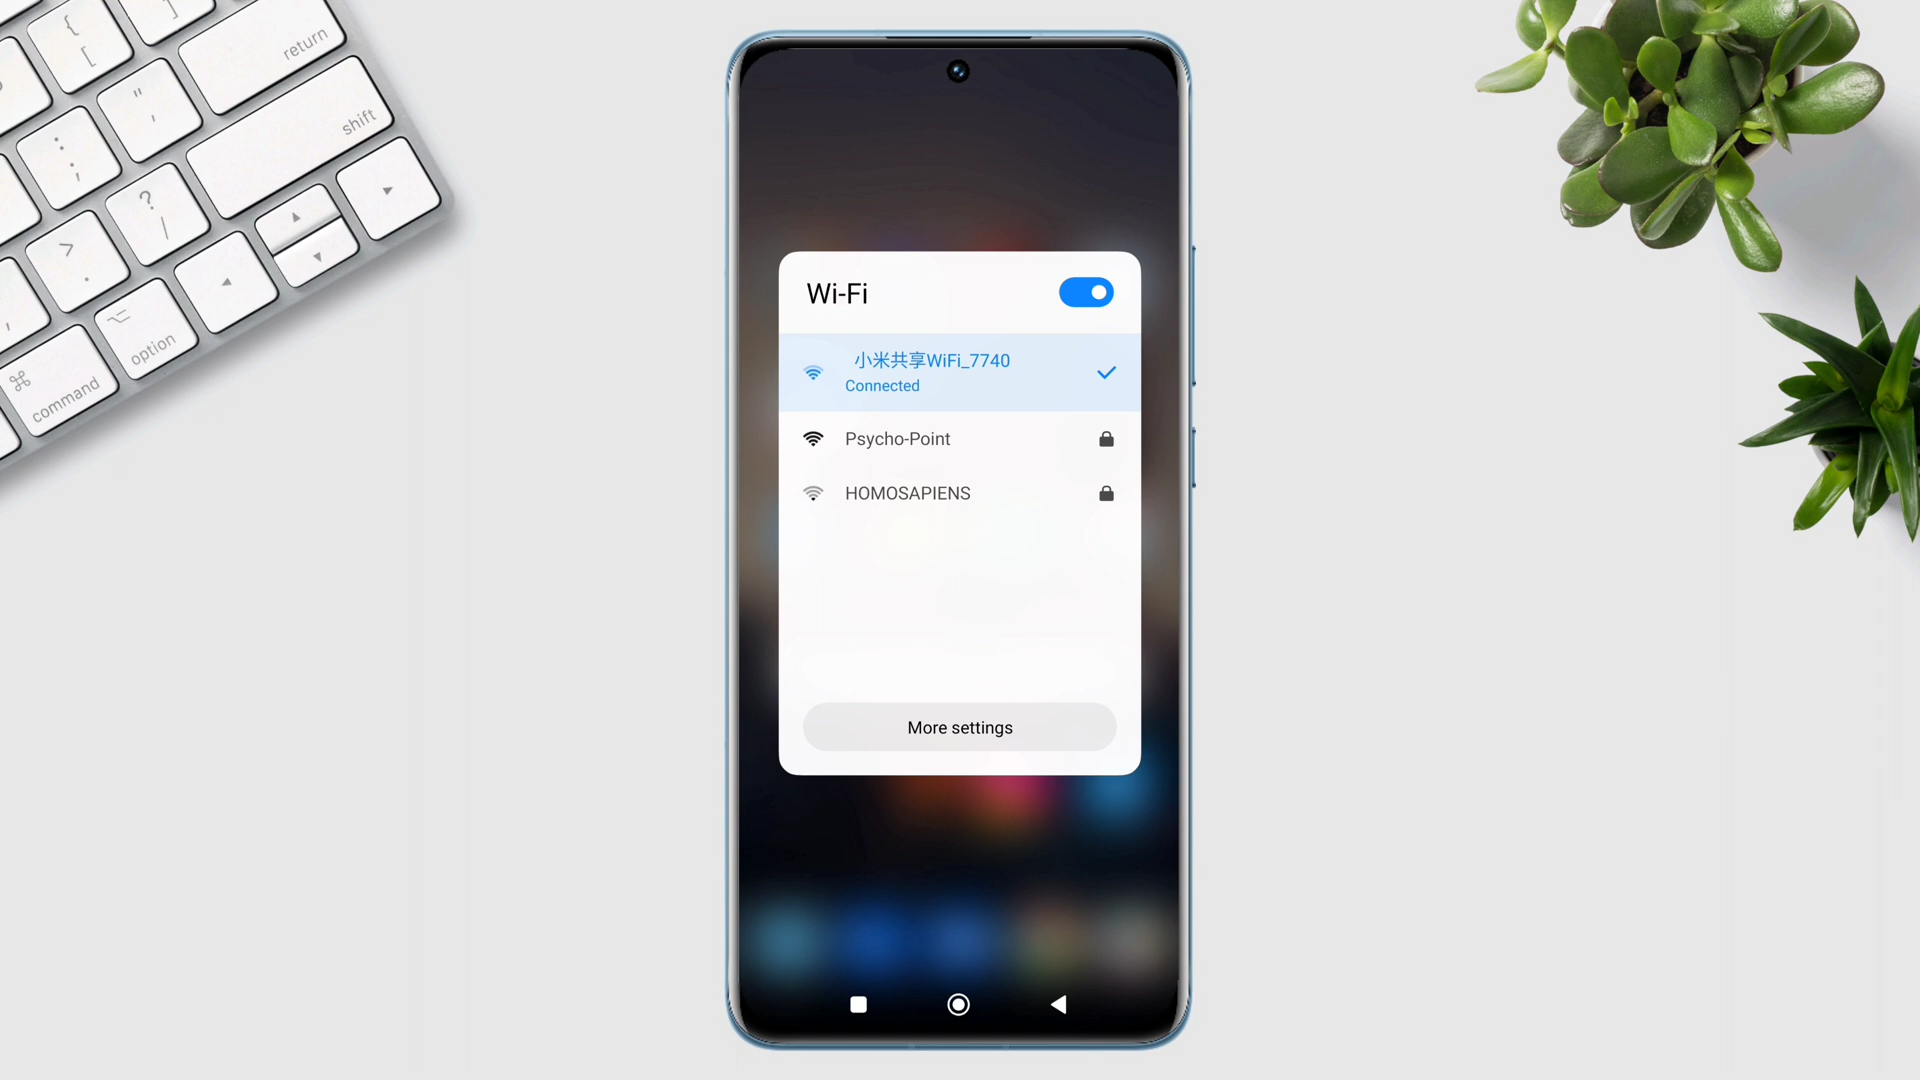 {
[
]
return
"
,
shift
:
;
?
/
>
.
,
option
⌘
command
Wi-Fi
小米共享WiFi_7740
Connected
Psycho-Point
HOMOSAPIENS
More settings